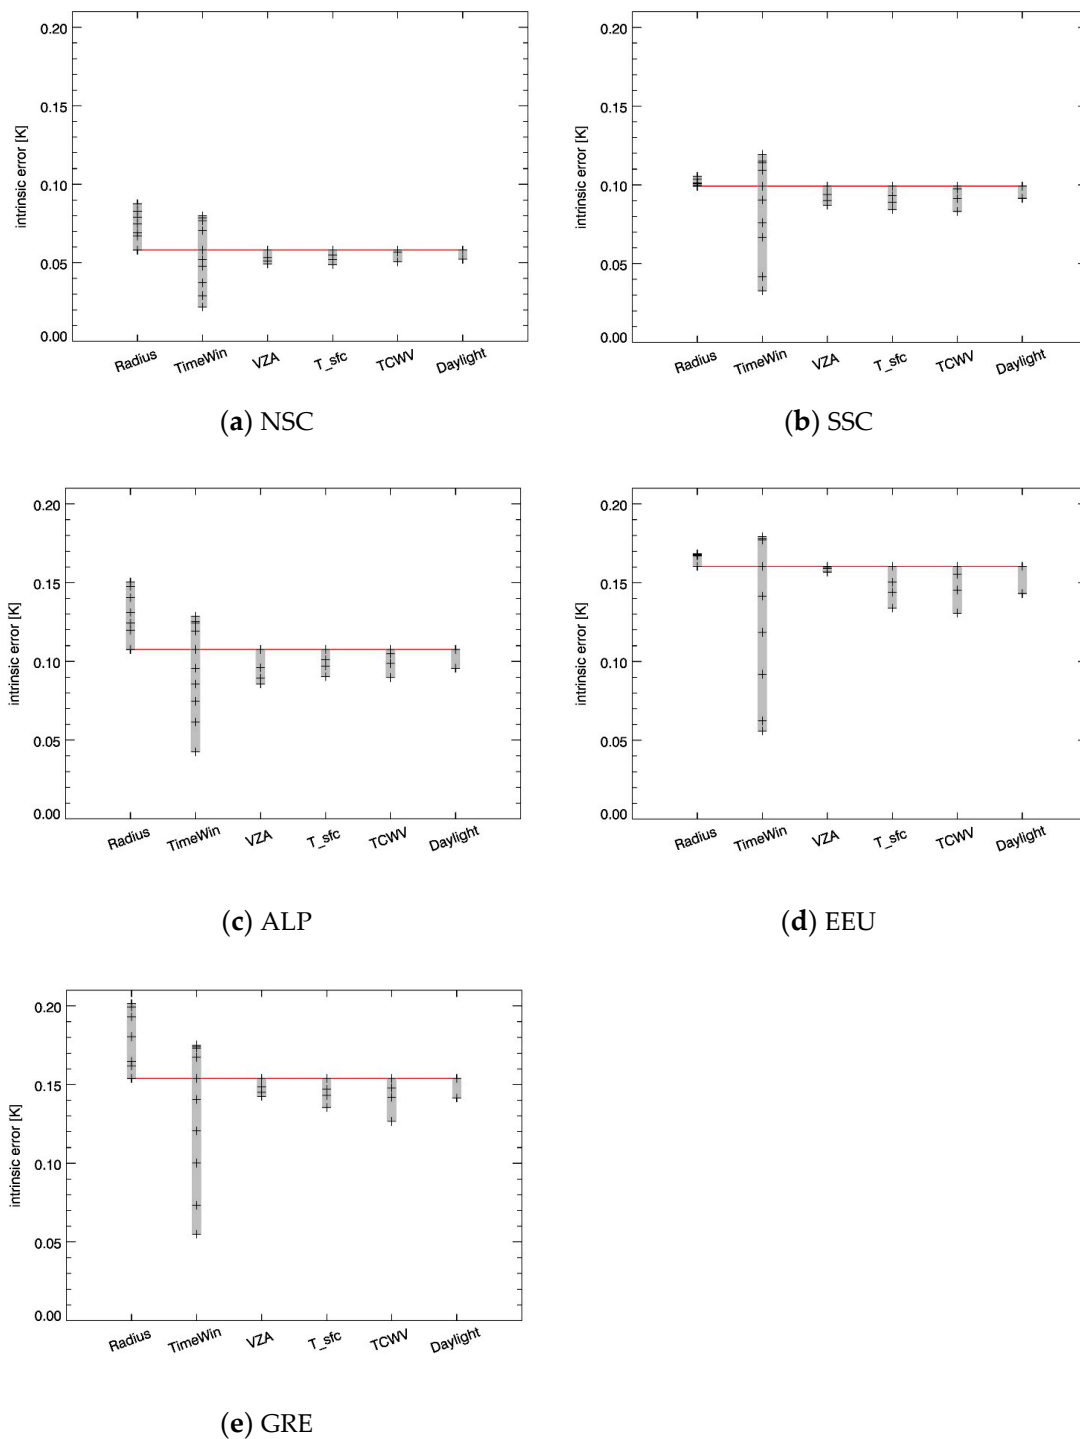 0.20
0.15
0.10
0.05
0.00
intrinsic error [K]
Radius TimeWin VZA T_sfc TCWV Daylight
(a) NSC
0.20
0.15
0.10
0.05
0.00
intrinsic error [K]
Radius TimeWin VZA T_sfc TCWV Daylight
(b) SSC
0.20
0.15
0.10
0.05
0.00
intrinsic error [K]
Radius TimeWin VZA T_sfc TCWV Daylight
(c) ALP
0.20
0.15
0.10
0.05
0.00
intrinsic error [K]
Radius TimeWin VZA T_sfc TCWV Daylight
(d) EEU
0.20
0.15
0.10
0.05
0.00
intrinsic error [K]
Radius TimeWin VZA T_sfc TCWV Daylight
(e) GRE